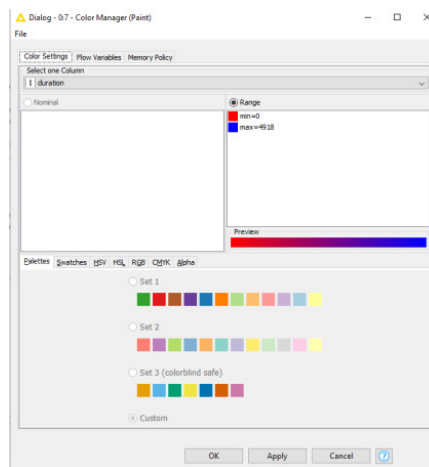 Dialog - 0:7 - Color Manager (Paint)
File
Color Settings Flow Variables Memory Policy
Select one Column
I duration
Nominal
Range
min=0
max=4918
Preview
Palettes Swatches HSV HSL RGB CMYK Alpha
Set 1
Set 2
Set 3 (colorblind safe)
Custom
OK Apply Cancel ?